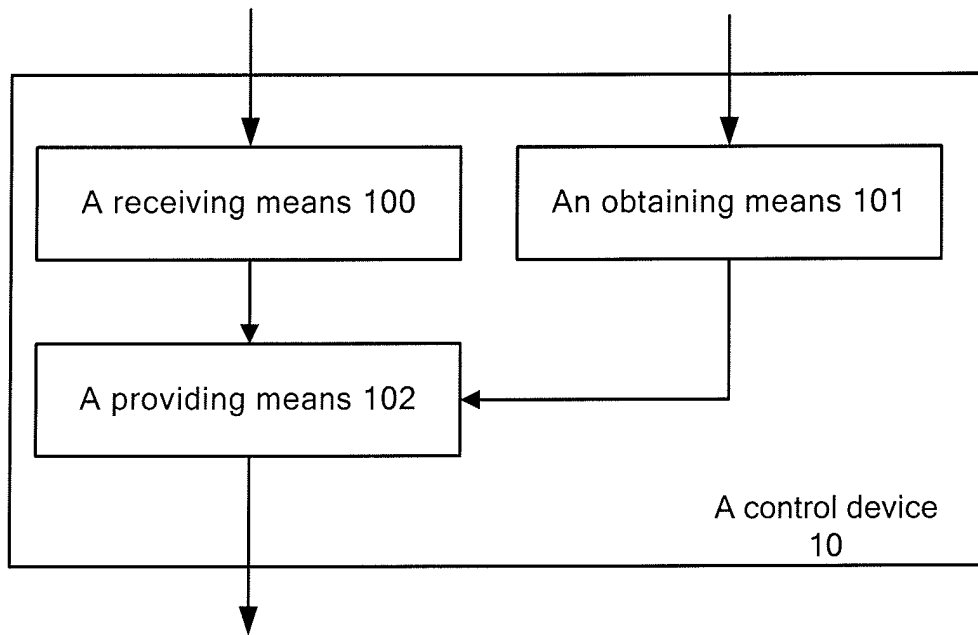 A receiving means 100
An obtaining means 101
A providing means 102
A control device
10